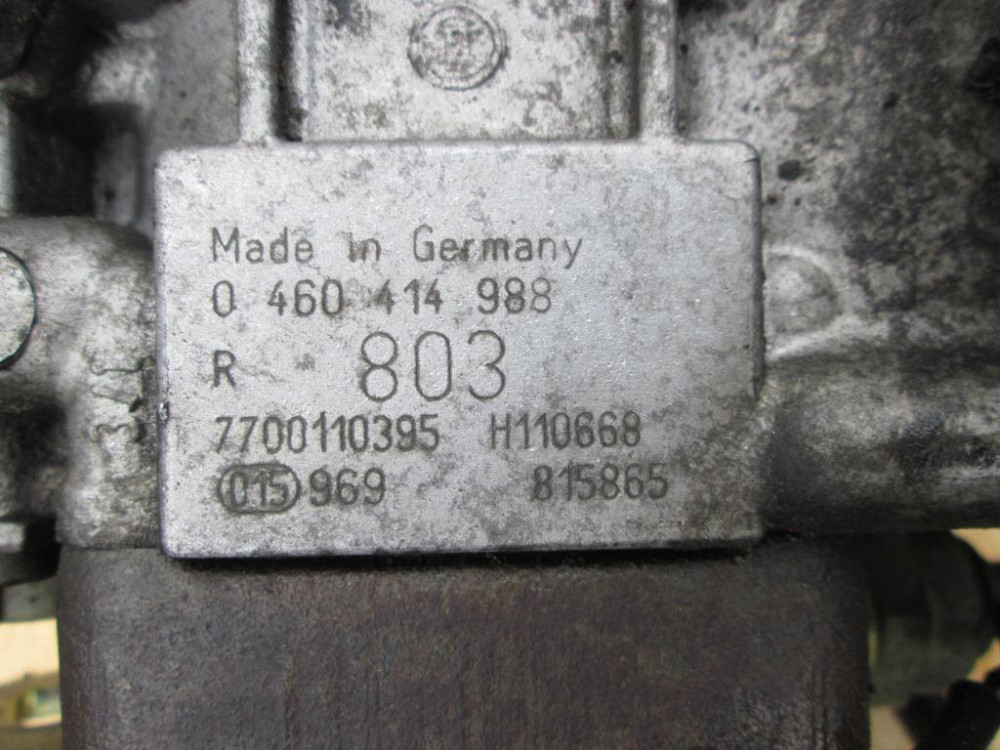 Made in Germany
0 460 414 988
R 803
7700110395 H110668
015 969 815865